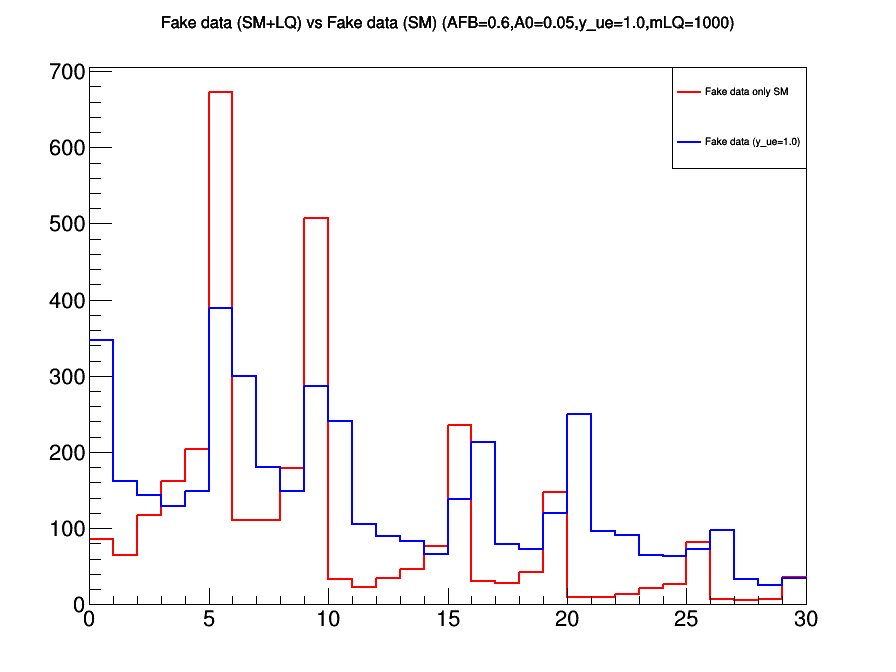 Fake data (SM+LQ) vs Fake data (SM) (AFB=0.6,A0=0.05,y_ue=1.0,mLQ=1000)
Fake data only SM
Fake data (y_ue=1.0)
700
600
500
400
300
200
100
0
0 5 10 15 20 25 30